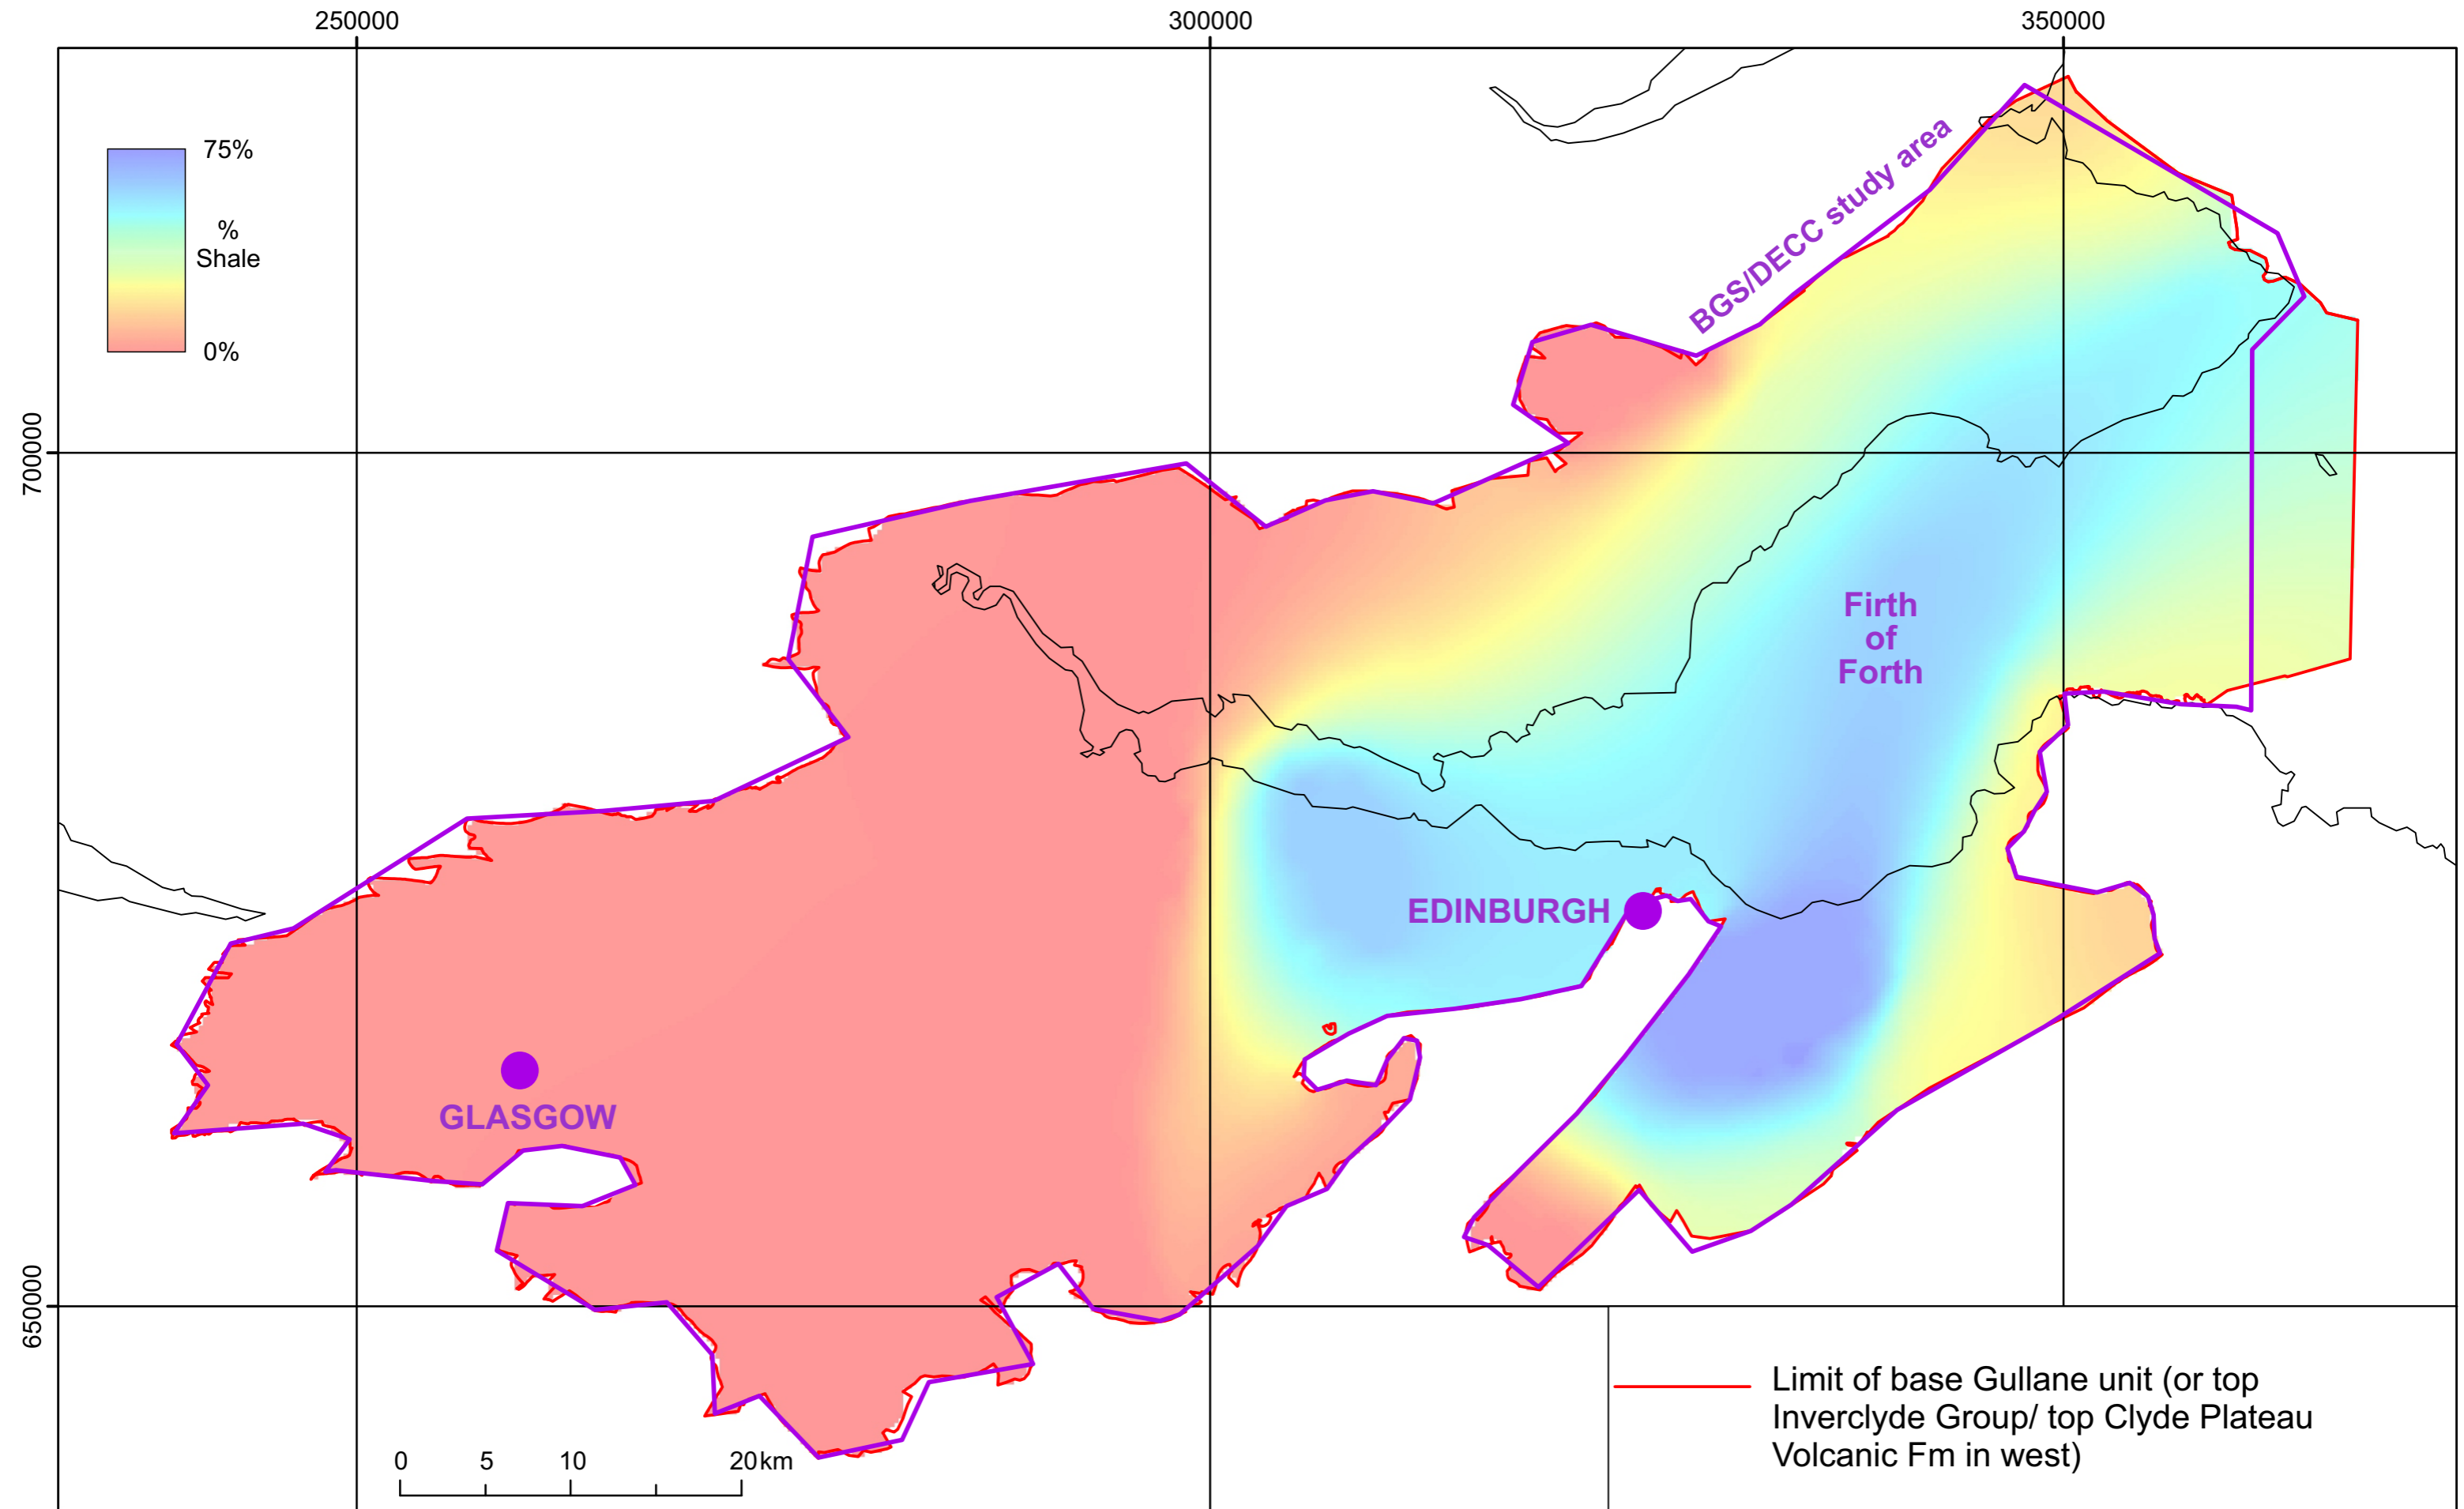 250000
300000
350000
75%
%
Shale
0%
BGS/DECC study area
700000
Firth
of
Forth
EDINBURGH
GLASGOW
650000
0
5
10
20km
Limit of base Gullane unit (or top
Inverclyde Group/ top Clyde Plateau
Volcanic Fm in west)